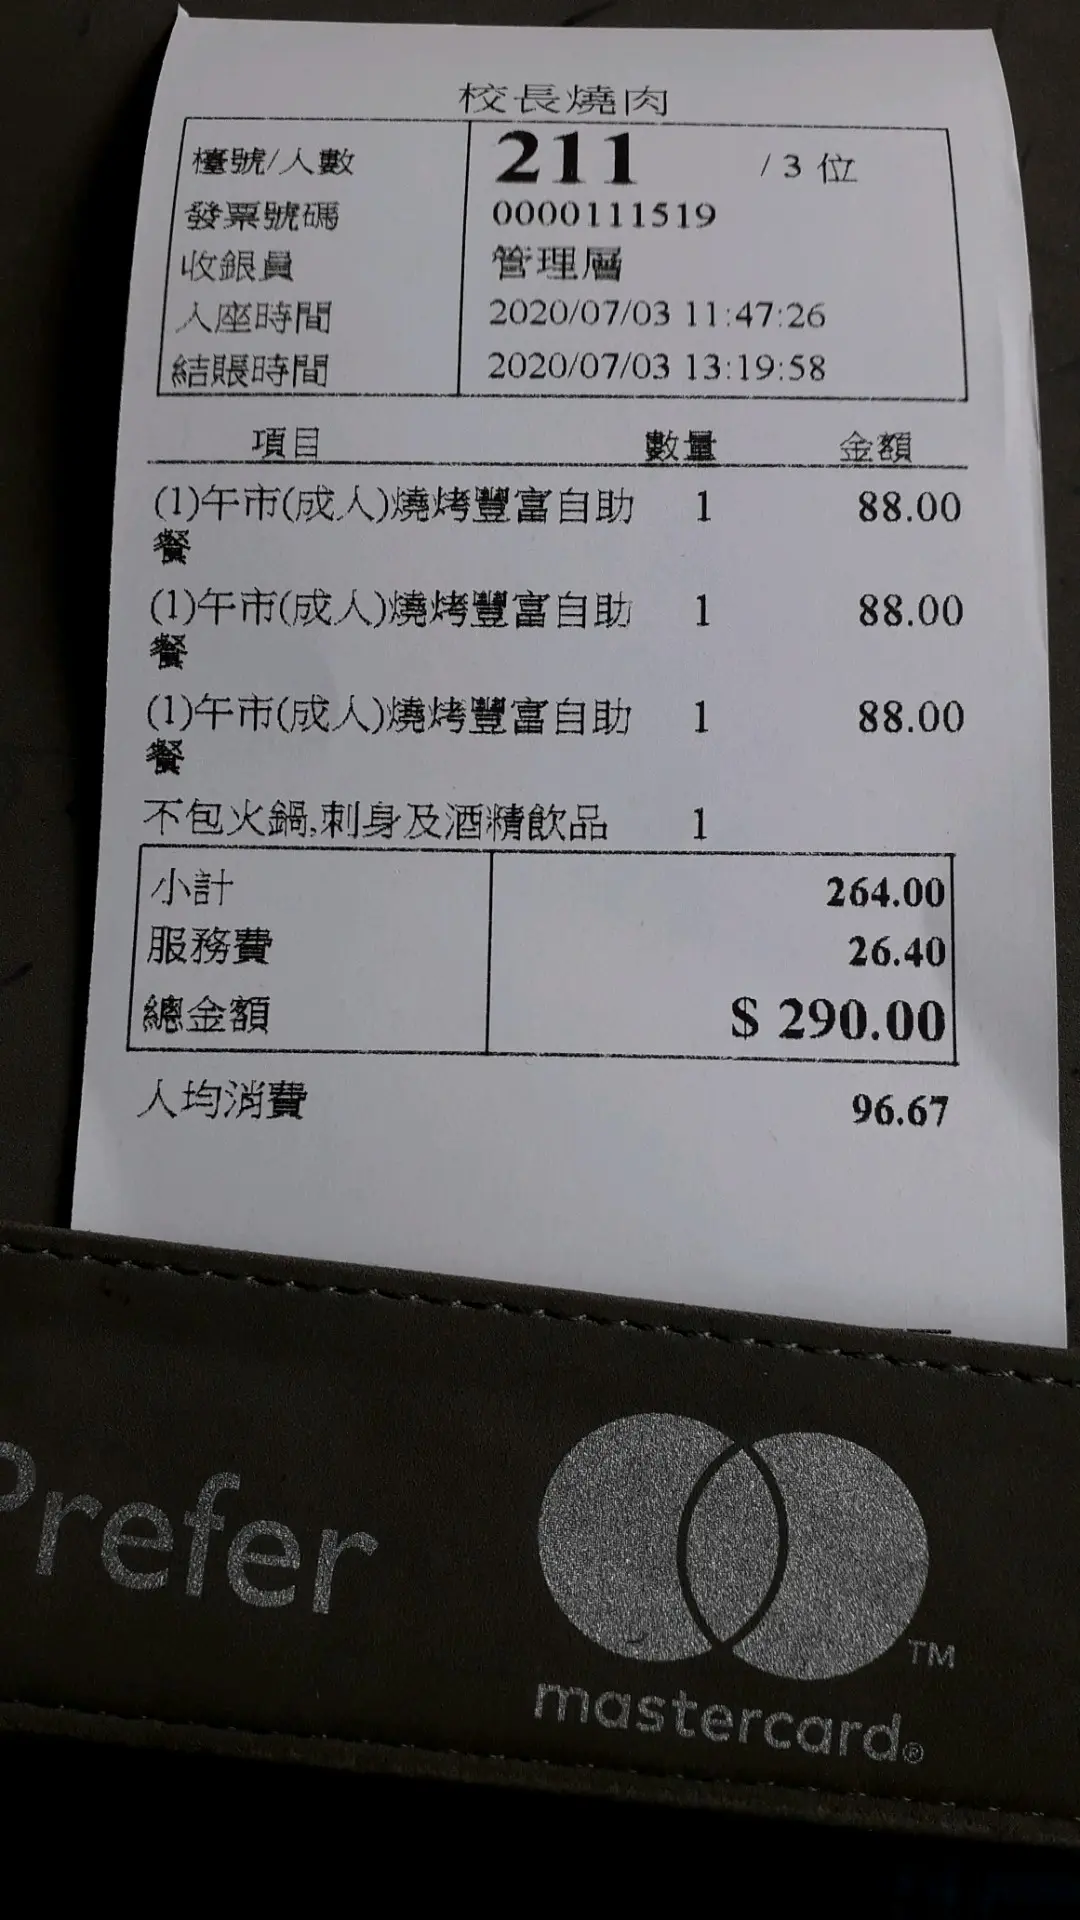 校長燒肉
檯號/人數 211 / 3 位
發票號碼 0000111519
收銀員 管理層
入座時間 2020/07/03 11:47:26
結賬時間 2020/07/03 13:19:58
項目 數量 金額
(1)午市(成人)燒烤豐富自助 1 88.00
餐
(1)午市(成人)燒烤豐富自助 1 88.00
餐
(1)午市(成人)燒烤豐富自助 1 88.00
餐
不包火鍋,刺身及酒精飲品 1
小計 264.00
服務費 26.40
總金額 $ 290.00
人均消費 96.67
Prefer
TM
mastercard®